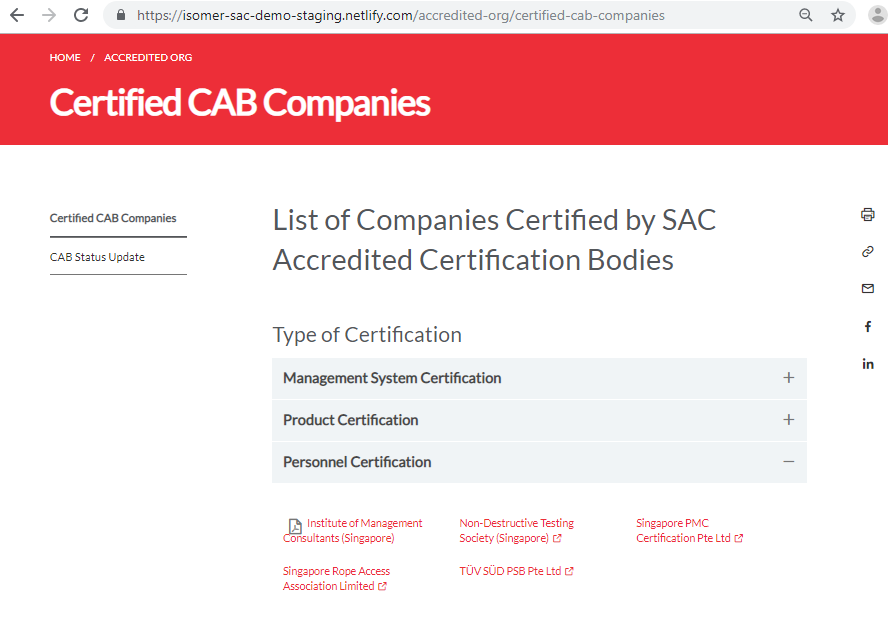 https://isomer-sac-demo-staging.netlify.com/accredited-org/certified-cab-companies
HOME / ACCREDITED ORG
Certified CAB Companies
Certified CAB Companies
CAB Status Update
List of Companies Certified by SAC
Accredited Certification Bodies
Type of Certification
Management System Certification
Product Certification
Personnel Certification
Institute of Management
Consultants (Singapore)
Non-Destructive Testing
Society (Singapore)
Singapore PMC
Certification Pte Ltd
Singapore Rope Access
Association Limited
TÜV SÜD PSB Pte Ltd